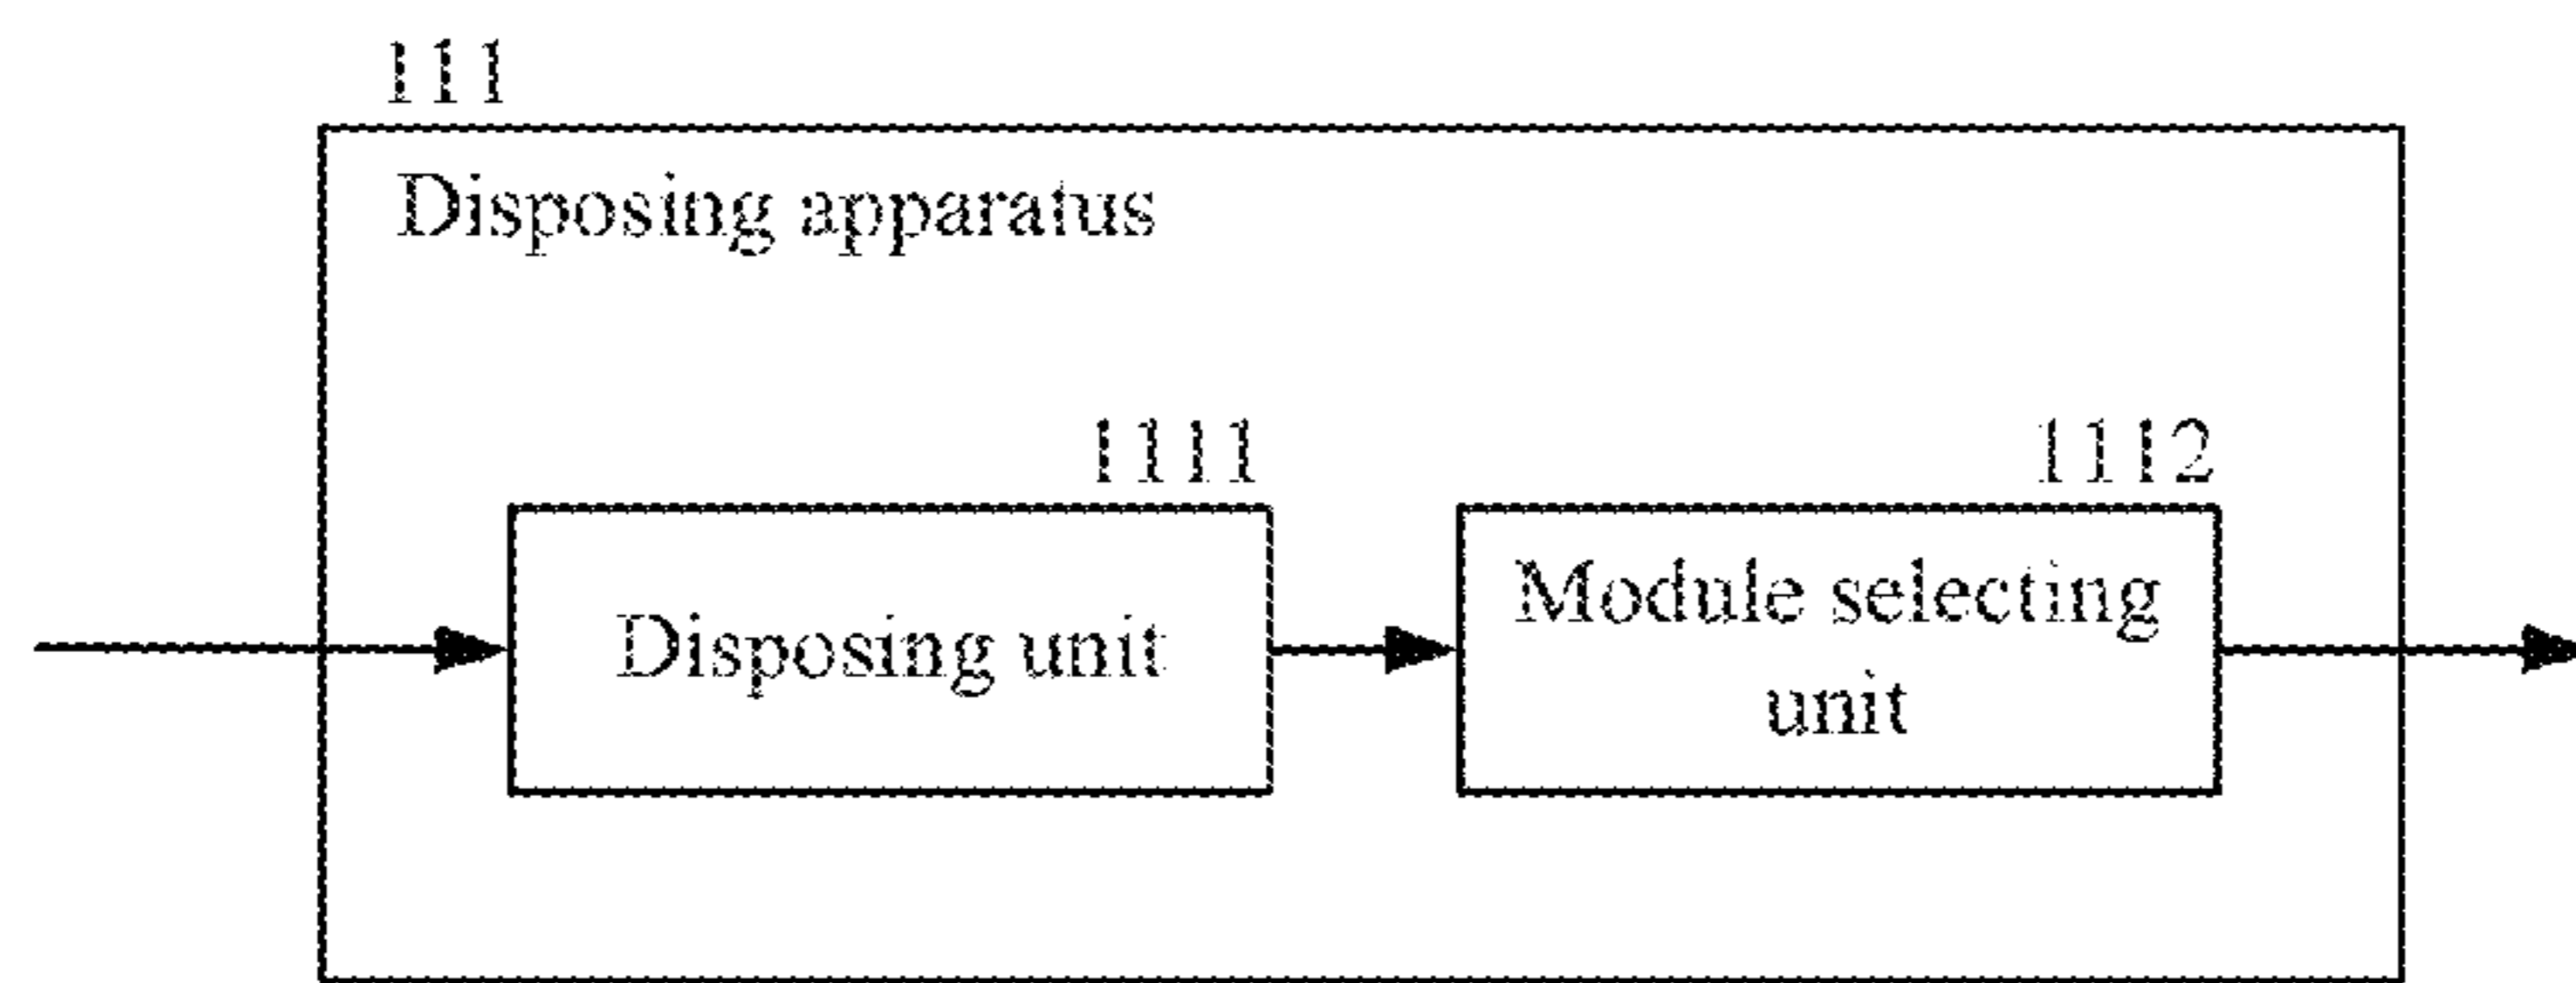 111
Disposing apparatus
1111
1112
Disposing unit
Module selecting
unit